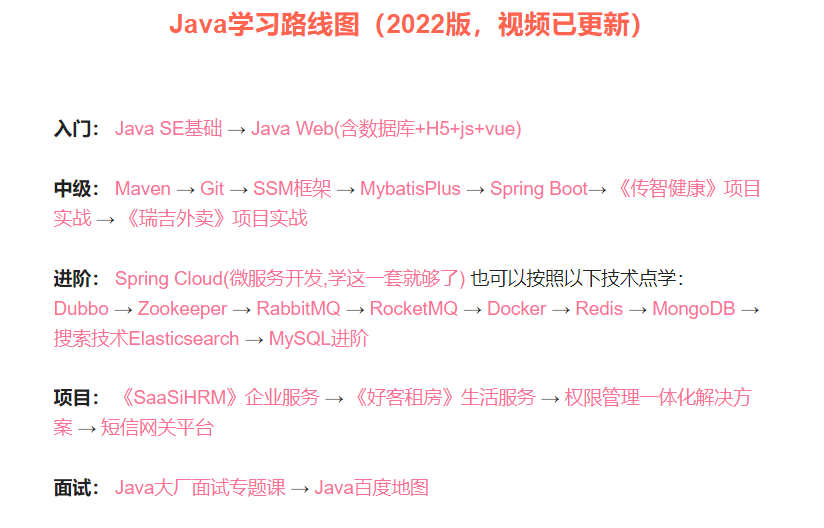 Java学习路线图（2022版，视频已更新）
入门： Java SE基础 → Java Web(含数据库+H5+js+vue)
中级： Maven → Git → SSM框架 → MybatisPlus → Spring Boot→ 《传智健康》项目
实战 → 《瑞吉外卖》项目实战
进阶： Spring Cloud(微服务开发,学这一套就够了) 也可以按照以下技术点学：
Dubbo → Zookeeper → RabbitMQ → RocketMQ → Docker → Redis → MongoDB →
搜索技术Elasticsearch → MySQL进阶
项目： 《SaaSiHRM》企业服务 → 《好客租房》生活服务 → 权限管理一体化解决方
案 → 短信网关平台
面试： Java大厂面试专题课 → Java百度地图